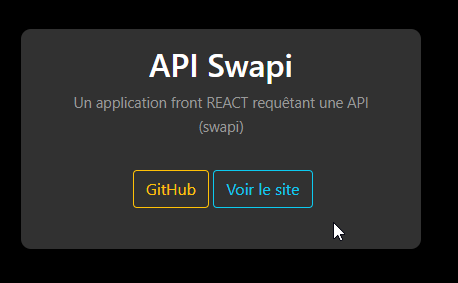 API Swapi
Un application front REACT requêtant une API
(swapi)
GitHub
Voir le site